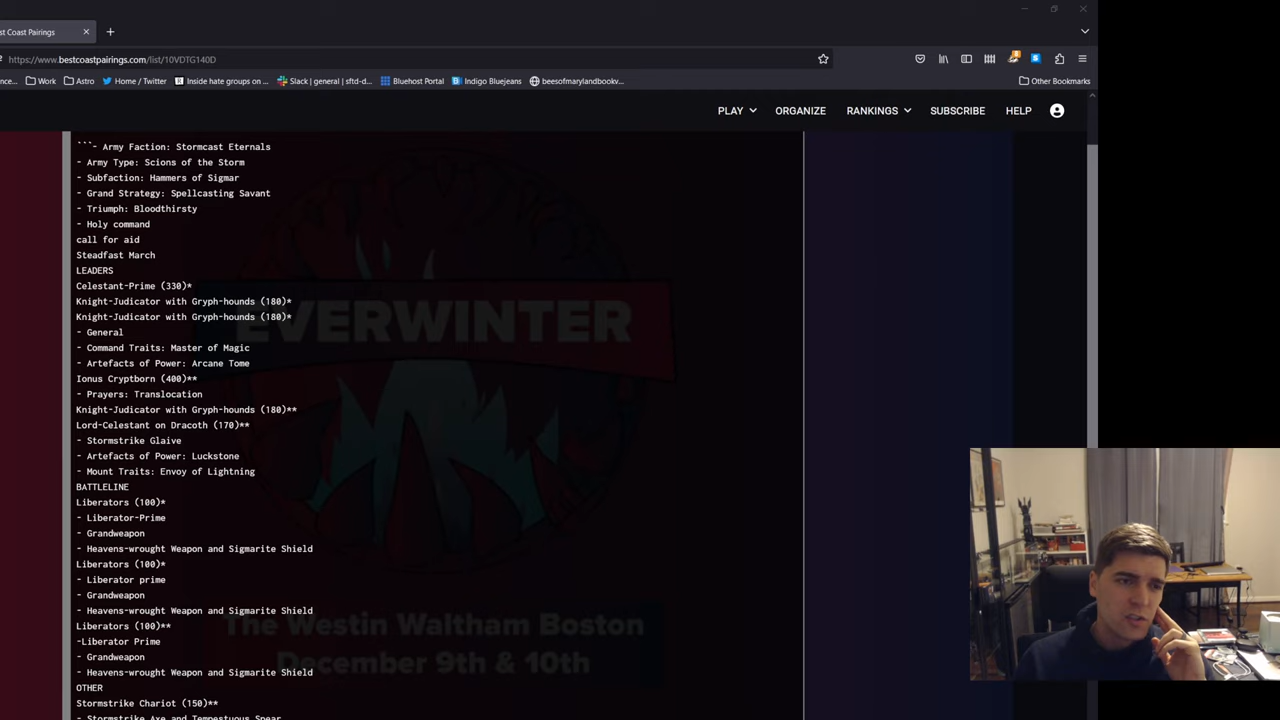 st Coast Pairings
https://www.bestcoastpairings.com/list/10VDTG140D
nce...
Work
Astro
Home / Twitter
Inside hate groups on ...
Slack | general | sftd-d...
Bluehost Portal
Indigo Bluejeans
beesofmarylandbookv...
Other Bookmarks
PLAY
ORGANIZE
RANKINGS
SUBSCRIBE
HELP
```- Army Faction: Stormcast Eternals
- Army Type: Scions of the Storm
- Subfaction: Hammers of Sigmar
- Grand Strategy: Spellcasting Savant
- Triumph: Bloodthirsty
- Holy command
call for aid
Steadfast March
LEADERS
Celestant-Prime (330)*
Knight-Judicator with Gryph-hounds (180)*
Knight-Judicator with Gryph-hounds (180)*
- General
- Command Traits: Master of Magic
- Artefacts of Power: Arcane Tome
Ionus Cryptborn (400)**
- Prayers: Translocation
Knight-Judicator with Gryph-hounds (180)**
Lord-Celestant on Dracoth (170)**
- Stormstrike Glaive
- Artefacts of Power: Luckstone
- Mount Traits: Envoy of Lightning
BATTLELINE
Liberators (100)*
- Liberator-Prime
- Grandweapon
- Heavens-wrought Weapon and Sigmarite Shield
Liberators (100)*
- Liberator prime
- Grandweapon
- Heavens-wrought Weapon and Sigmarite Shield
Liberators (100)**
-Liberator Prime
- Grandweapon
- Heavens-wrought Weapon and Sigmarite Shield
OTHER
Stormstrike Chariot (150)**
- Stormstrike Axe and Tempestuous Spear
EVERWINTER
The Westin Waltham Boston
December 9th & 10th